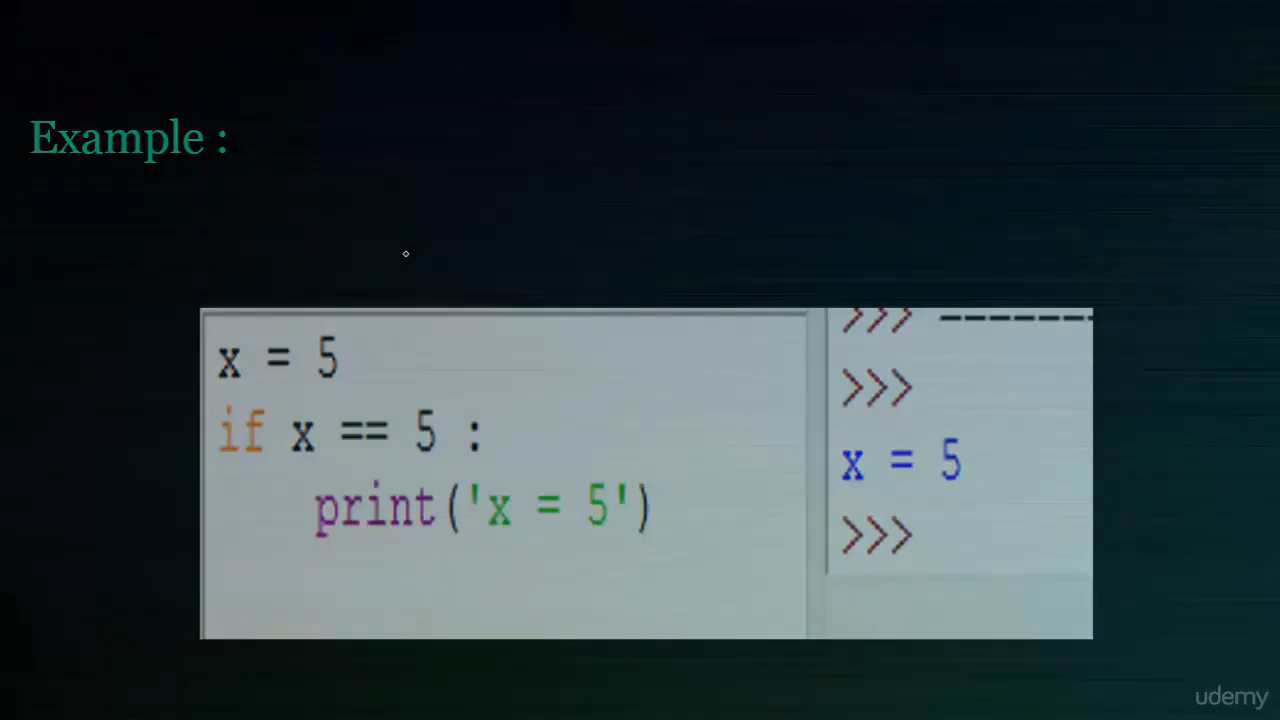 Example :
x = 5
if x == 5 :
    print('x = 5')
>>> -------
>>>
x = 5
>>>
udemy